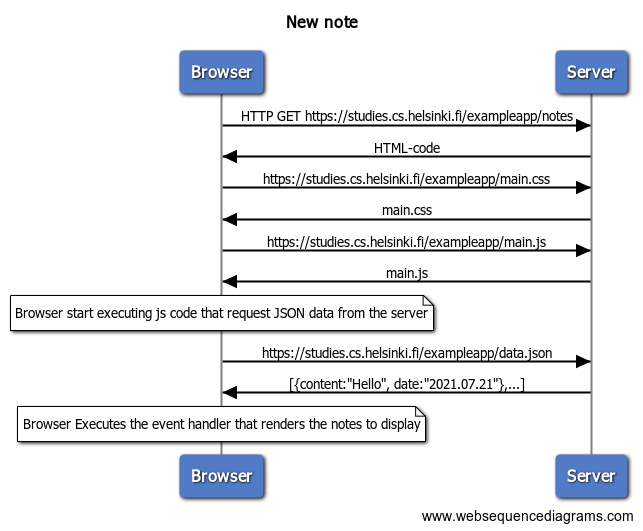 New note
Browser
Server
HTTP GET https://studies.cs.helsinki.fi/exampleapp/notes
HTML-code
https://studies.cs.helsinki.fi/exampleapp/main.css
main.css
https://studies.cs.helsinki.fi/exampleapp/main.js
main.js
Browser start executing js code that request JSON data from the server
https://studies.cs.helsinki.fi/exampleapp/data.json
[{content:"Hello", date:"2021.07.21"},...]
Browser Executes the event handler that renders the notes to display
Browser
Server
www.websequencediagrams.com